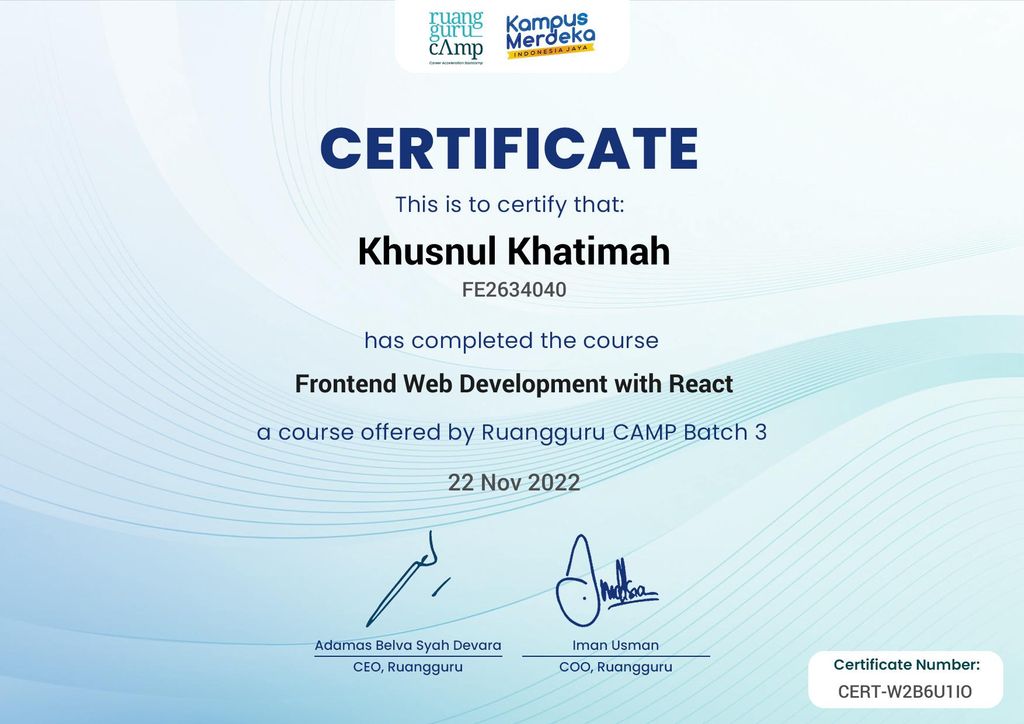 ruang
guru
cAmp
Career Acceleration Bootcamp
Kampus
Merdeka
INDONESIA JAYA
CERTIFICATE
This is to certify that:
Khusnul Khatimah
FE2634040
has completed the course
Frontend Web Development with React
a course offered by Ruangguru CAMP Batch 3
22 Nov 2022
Adamas Belva Syah Devara
CEO, Ruangguru
Iman Usman
COO, Ruangguru
Certificate Number:
CERT-W2B6U1IO